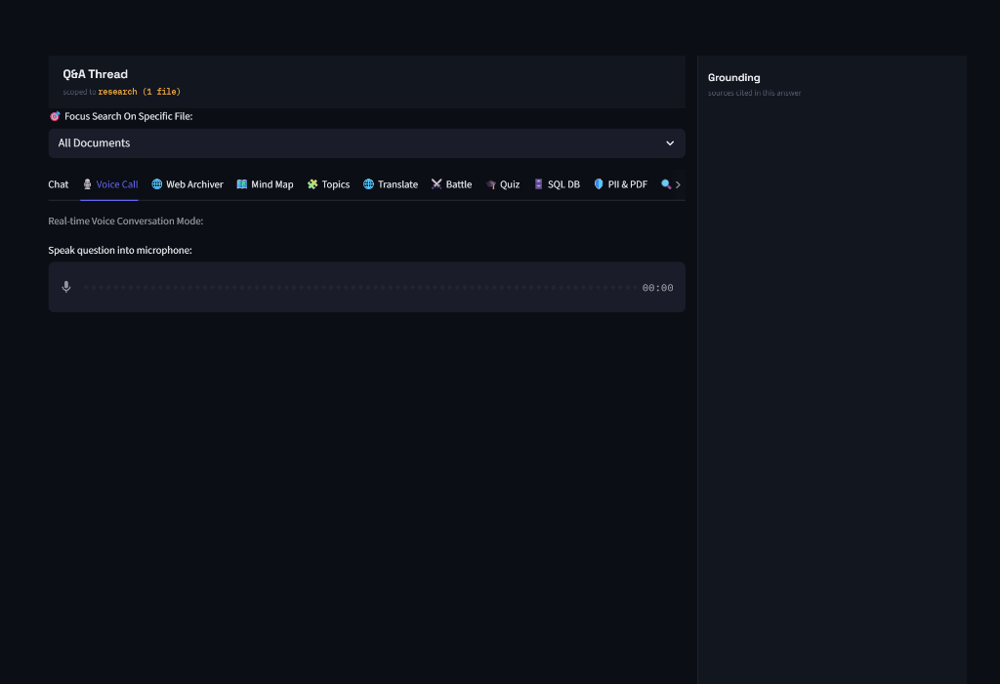 Q&A Thread
scoped to research (1 file)
🎯 Focus Search On Specific File:
All Documents
Chat 🎙️ Voice Call 🌐 Web Archiver 🗺️ Mind Map 🧩 Topics 🌐 Translate ⚔️ Battle 🎓 Quiz 🗄️ SQL DB 🛡️ PII & PDF 🔍
Real-time Voice Conversation Mode:
Speak question into microphone:
00:00
Grounding
sources cited in this answer